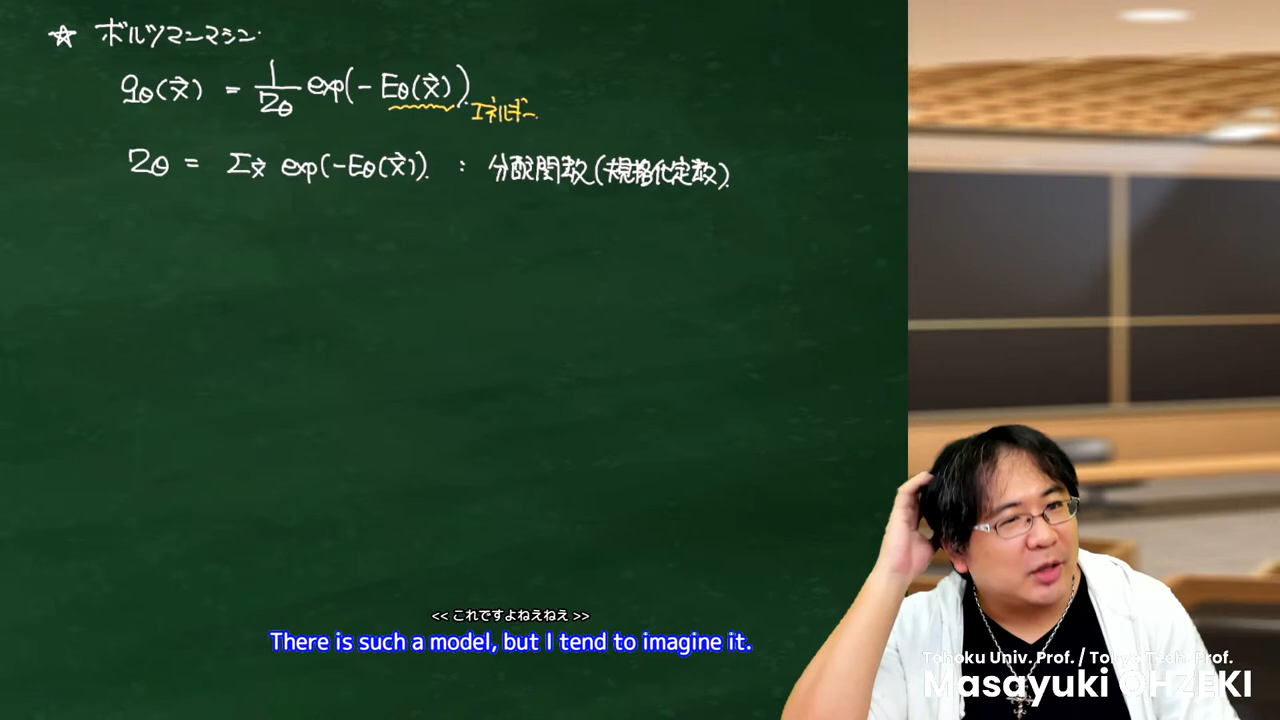 ☆ ボルツマンマシン.
qθ(x⃗) = 1/Zθ exp(- Eθ(x⃗)). エネルギー.
Zθ = Σx⃗ exp(-Eθ(x⃗)). : 分配関数(規格化定数).
<< これですよねえねえ >>
There is such a model, but I tend to imagine it.
Tohoku Univ. Prof. / Tokyo Tech. Prof.
Masayuki OHZEKI